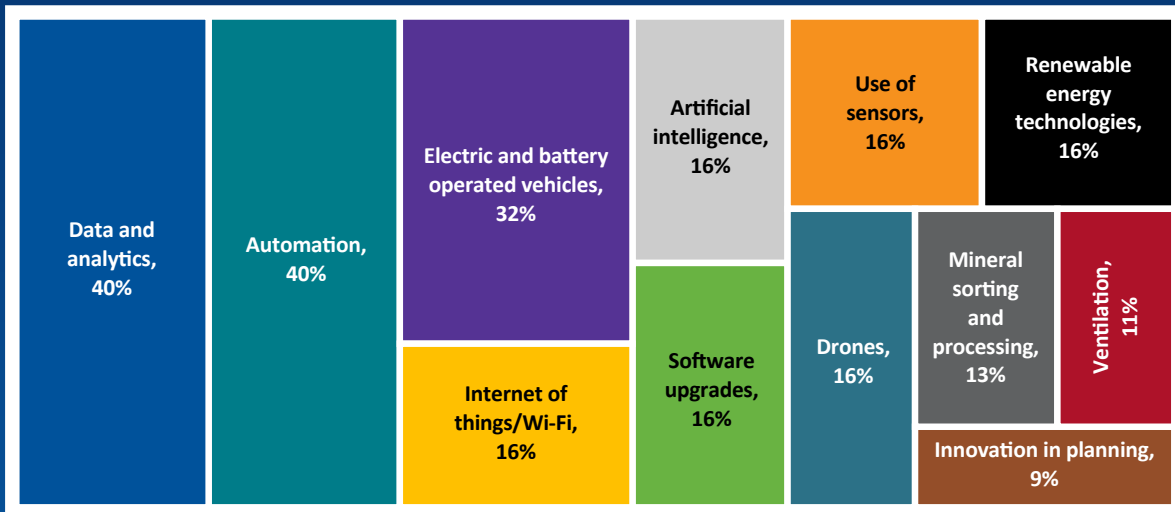 Data and
analytics,
40%
Automation,
40%
Electric and battery
operated vehicles,
32%
Internet of
things/Wi-Fi,
16%
Artificial
intelligence,
16%
Software
upgrades,
16%
Use of
sensors,
16%
Renewable
energy
technologies,
16%
Drones,
16%
Mineral
sorting
and
processing,
13%
Ventilation,
11%
Innovation in planning,
9%